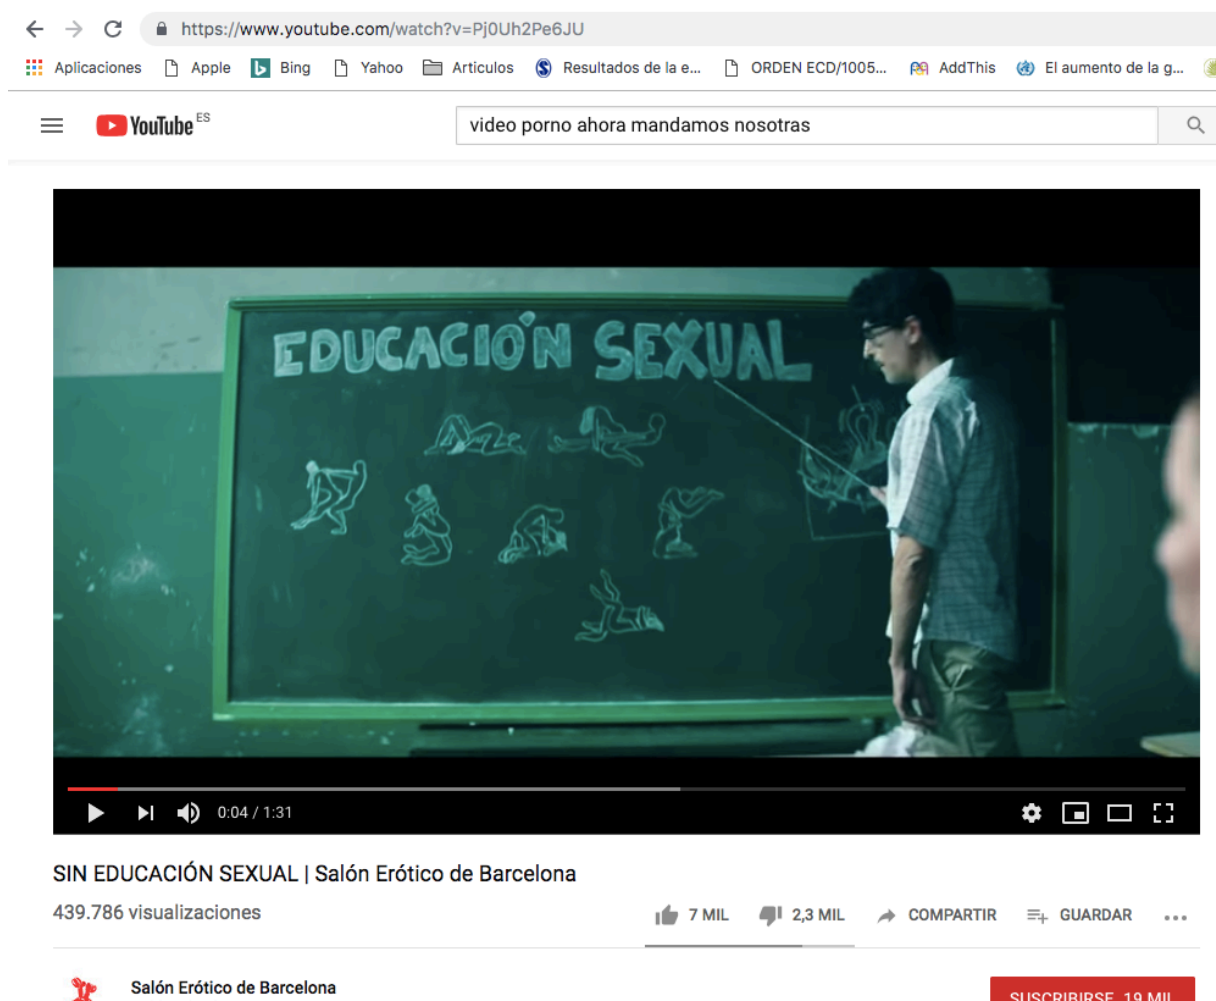 https://www.youtube.com/watch?v=Pj0Uh2Pe6JU
Aplicaciones Apple Bing Yahoo Articulos Resultados de la e... ORDEN ECD/1005... AddThis El aumento de la g...
YouTube ES video porno ahora mandamos nosotras
EDUCACIÓN SEXUAL
0:04 / 1:31
SIN EDUCACIÓN SEXUAL | Salón Erótico de Barcelona
439.786 visualizaciones 7 MIL 2,3 MIL COMPARTIR GUARDAR
Salón Erótico de Barcelona
SUSCRIBIRSE 19 MIL